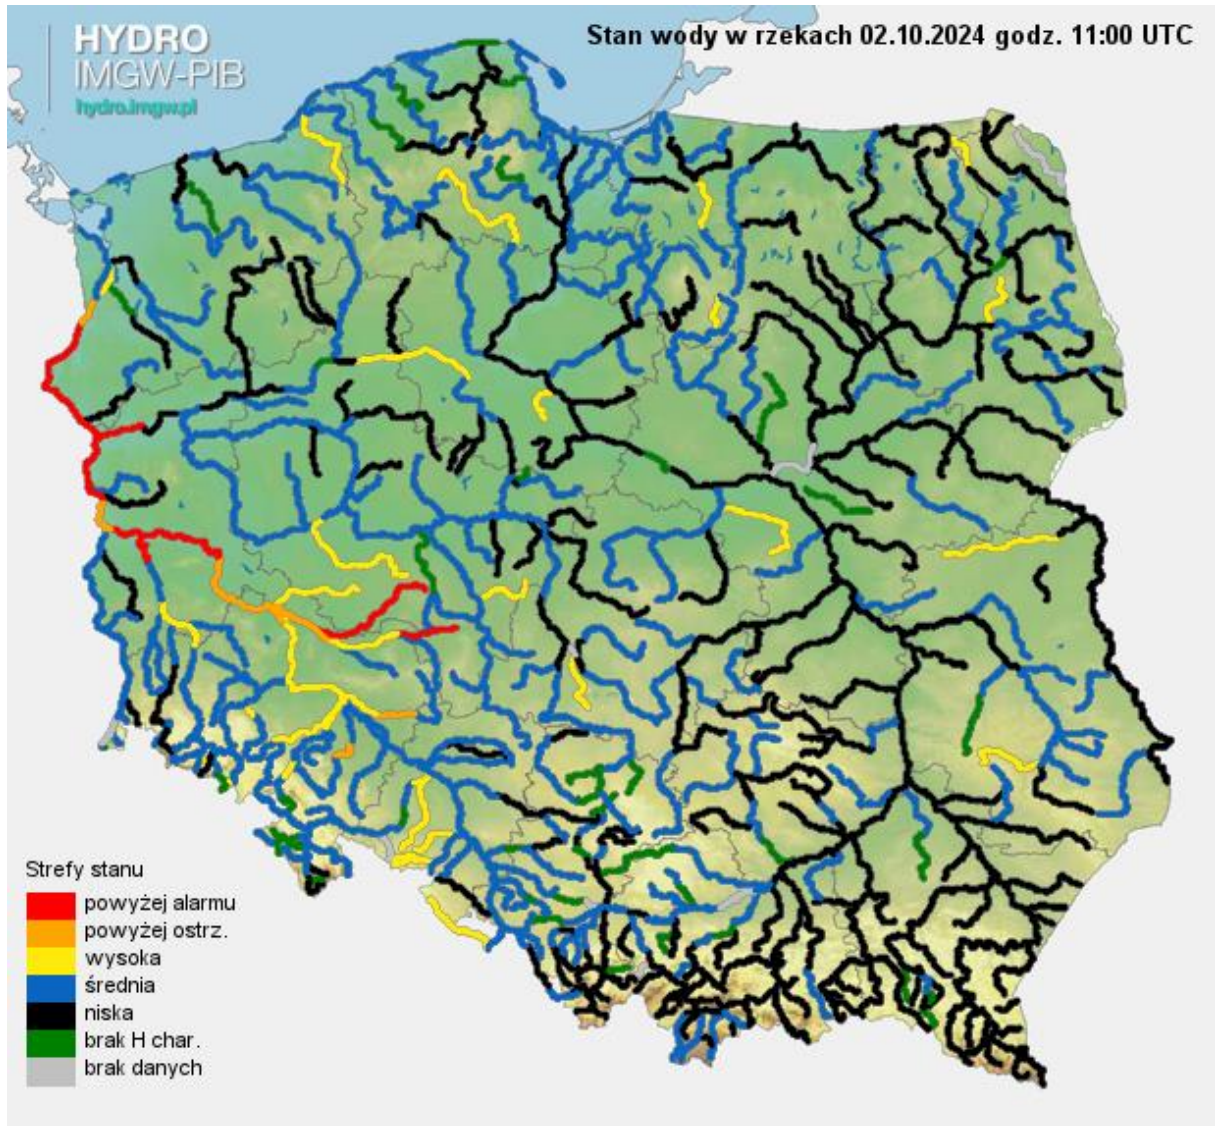 HYDRO
IMGW-PIB
hydro.imgw.pl
Stan wody w rzekach 02.10.2024 godz. 11:00 UTC
Strefy stanu
powyżej alarmu
powyżej ostrz.
wysoka
średnia
niska
brak H char.
brak danych